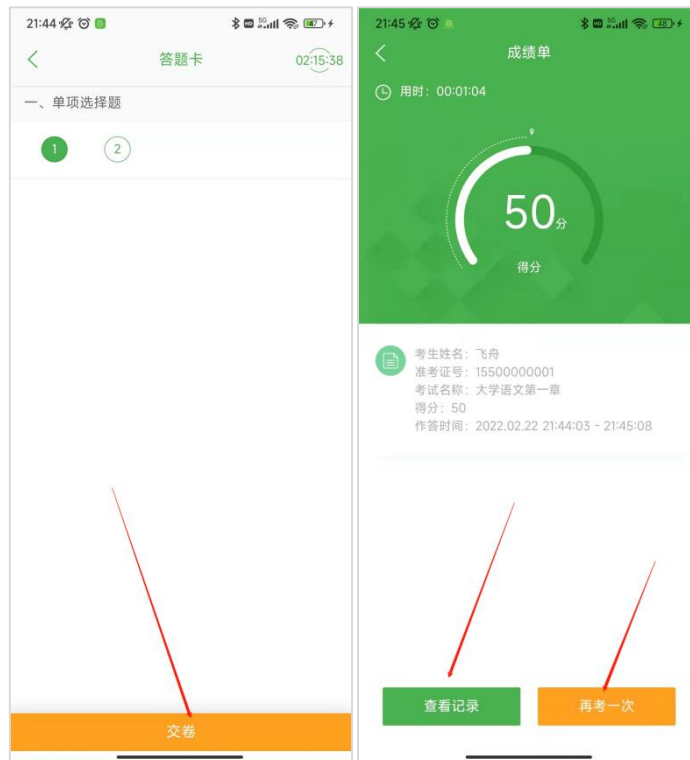 21:44
5G
47
答题卡
02:15:38
一、单项选择题
1
2
交卷
21:45
5G
48
成绩单
用时：00:01:04
50分
得分
考生姓名：飞舟
准考证号：15500000001
考试名称：大学语文第一章
得分：50
作答时间：2022.02.22 21:44:03 - 21:45:08
查看记录
再考一次